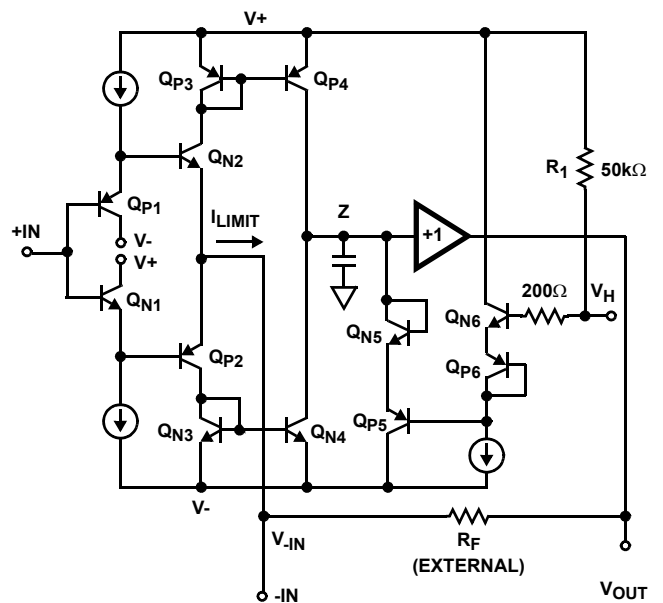 V+
QP3
QP4
QN2
R1
50kΩ
QP1
+IN
V-
V+
ILIMIT
Z
+1
QN1
200Ω
VH
QN5
QN6
QP2
QP6
QN3
QN4
QP5
V-
V-IN
RF
(EXTERNAL)
-IN
VOUT